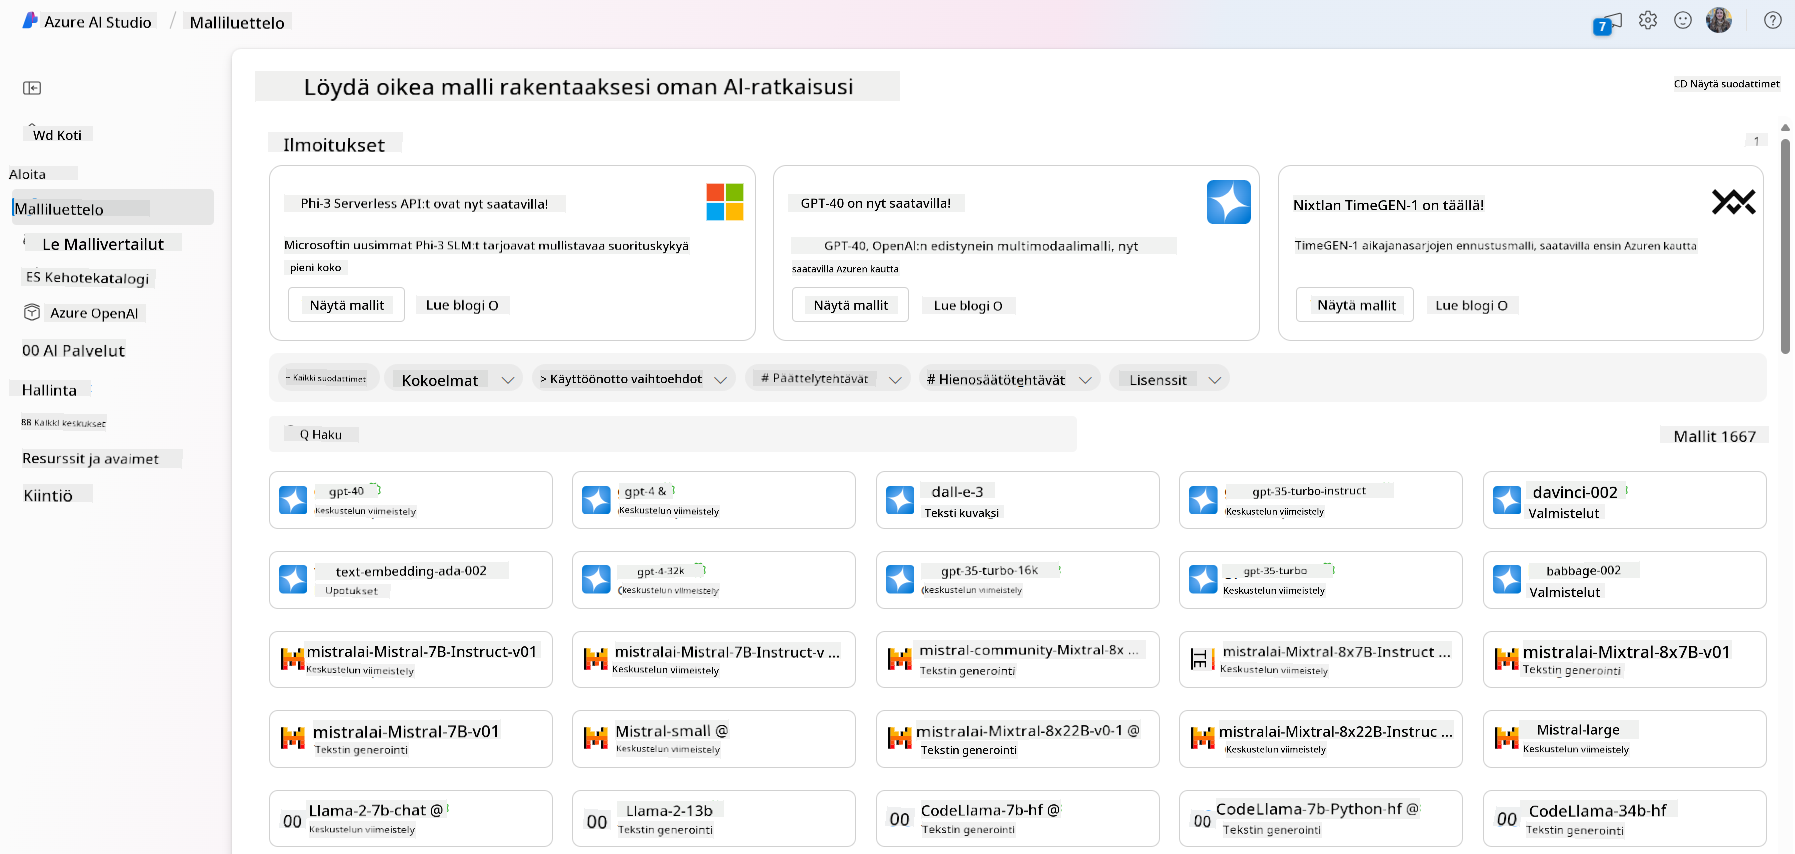 Azure AI Studio / Malliluettelo
7
Löydä oikea malli rakentaaksesi oman AI-ratkaisusi
CD Näytä suodattimet
Wd Koti
Aloita
Malliluettelo
Le Mallivertailut
ES Kehotekatalogi
Azure OpenAI
00 AI Palvelut
Hallinta
88 Kaikki keskukset
Resurssit ja avaimet
Kiintiö
Ilmoitukset
1
Phi-3 Serverless API:t ovat nyt saatavilla!
Microsoftin uusimmat Phi-3 SLM:t tarjoavat mullistavaa suorituskykyä
pieni koko
Näytä mallit Lue blogi O
GPT-40 on nyt saatavilla!
GPT-40, OpenAI:n edistynein multimodaalimalli, nyt
saatavilla Azuren kautta
Näytä mallit Lue blogi O
Nixtlan TimeGEN-1 on täällä!
TimeGEN-1 aikajanasarjojen ennustusmalli, saatavilla ensin Azuren kautta
Näytä mallit Lue blogi O
~ Kaikki suodattimet Kokoelmat > Käyttöönotto vaihtoehdot # Päättelytehtävät # Hienosäätötehtävät Lisenssit
Q Haku
Mallit 1667
gpt-40
Keskustelun viimeistely
gpt-4 &
Keskustelun viimeistely
dall-e-3
Teksti kuvaksi
gpt-35-turbo-instruct
Keskustelun viimeistely
davinci-002
Valmistelut
text-embedding-ada-002
Upotukset
gpt-4-32k
(keskustelun viimeistely
gpt-35-turbo-16k
(keskustelun viimeistely
gpt-35-turbo
Keskustelun viimeistely
babbage-002
Valmistelut
mistralai-Mistral-7B-Instruct-v01
Keskustelun viimeistely
mistralai-Mistral-7B-Instruct-v ...
Keskustelun viimeistely
mistral-community-Mixtral-8x ...
Tekstin generointi
mistralai-Mixtral-8x7B-Instruct ...
Keskustelun viimeistely
mistralai-Mixtral-8x7B-v01
Tekstin generointi
mistralai-Mistral-7B-v01
Tekstin generointi
Mistral-small @
Keskustelun viimeistely
mistralai-Mixtral-8x22B-v0-1 @
Tekstin generointi
mistralai-Mixtral-8x22B-Instruc ...
Keskustelun viimeistely
Mistral-large
Keskustelun viimeistely
00 Llama-2-7b-chat @
Keskustelun viimeistely
00 Llama-2-13b
Tekstin generointi
00 CodeLlama-7b-hf @
Tekstin generointi
00 CodeLlama-7b-Python-hf @
Tekstin generointi
00 CodeLlama-34b-hf
Tekstin generointi